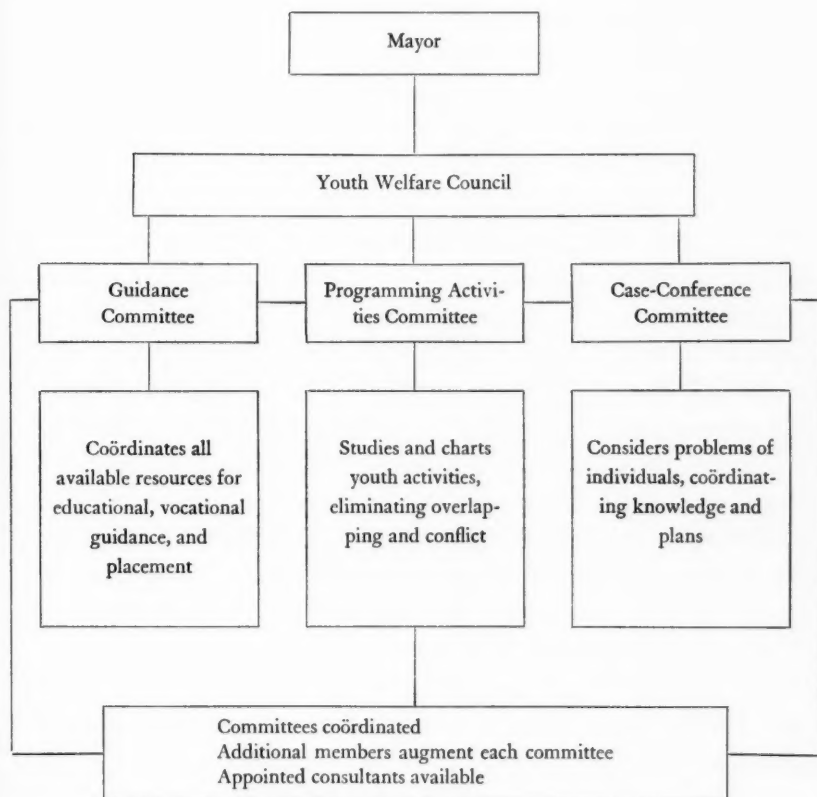 Mayor
Youth Welfare Council
Guidance
Committee
Programming Activi-
ties Committee
Case-Conference
Committee
Coördinates all
available resources for
educational, vocational
guidance, and
placement
Studies and charts
youth activities,
eliminating overlap-
ping and conflict
Considers problems of
individuals, coördinat-
ing knowledge and
plans
Committees coördinated
Additional members augment each committee
Appointed consultants available